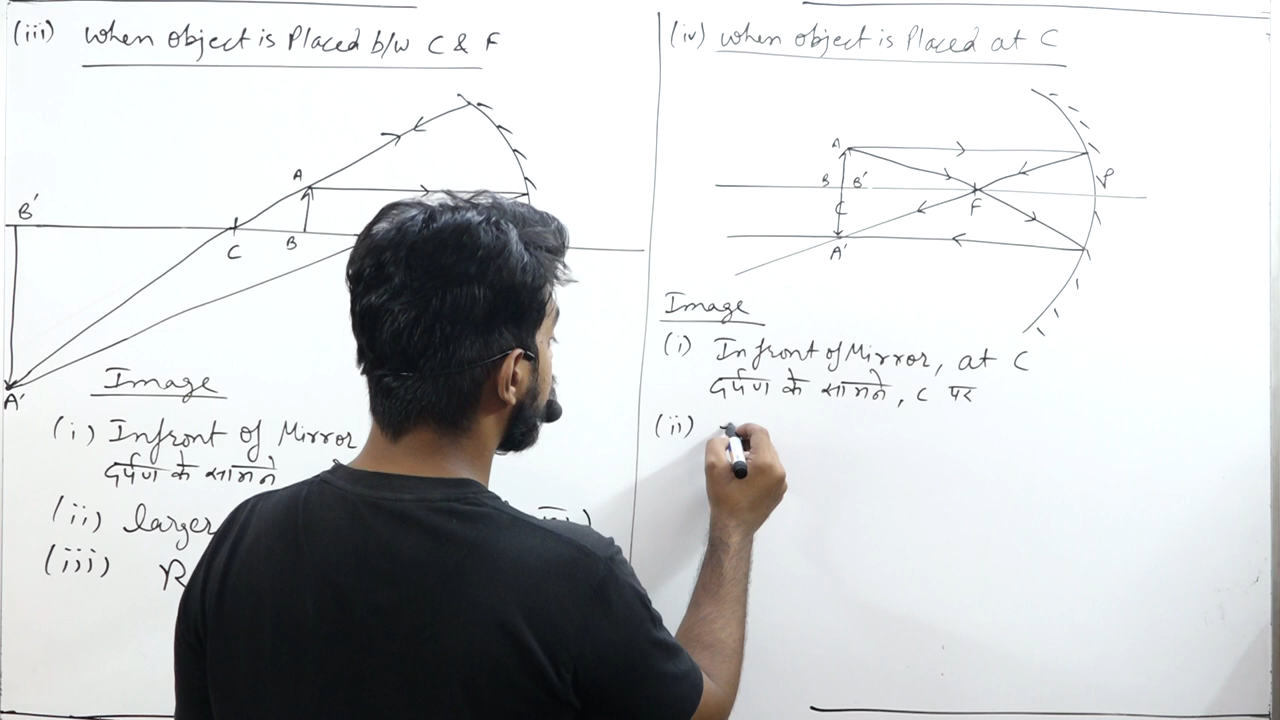 (iii) when object is Placed b/w C & F
A
B'
C
B
A'
Image
(i) Infront of Mirror
दर्पण के सामने
(ii) larger
(iii) R
(iv) when object is Placed at C
A
B B'
P
C
F
A'
Image
(i) Infront of Mirror, at C
दर्पण के सामने, C पर
(ii)